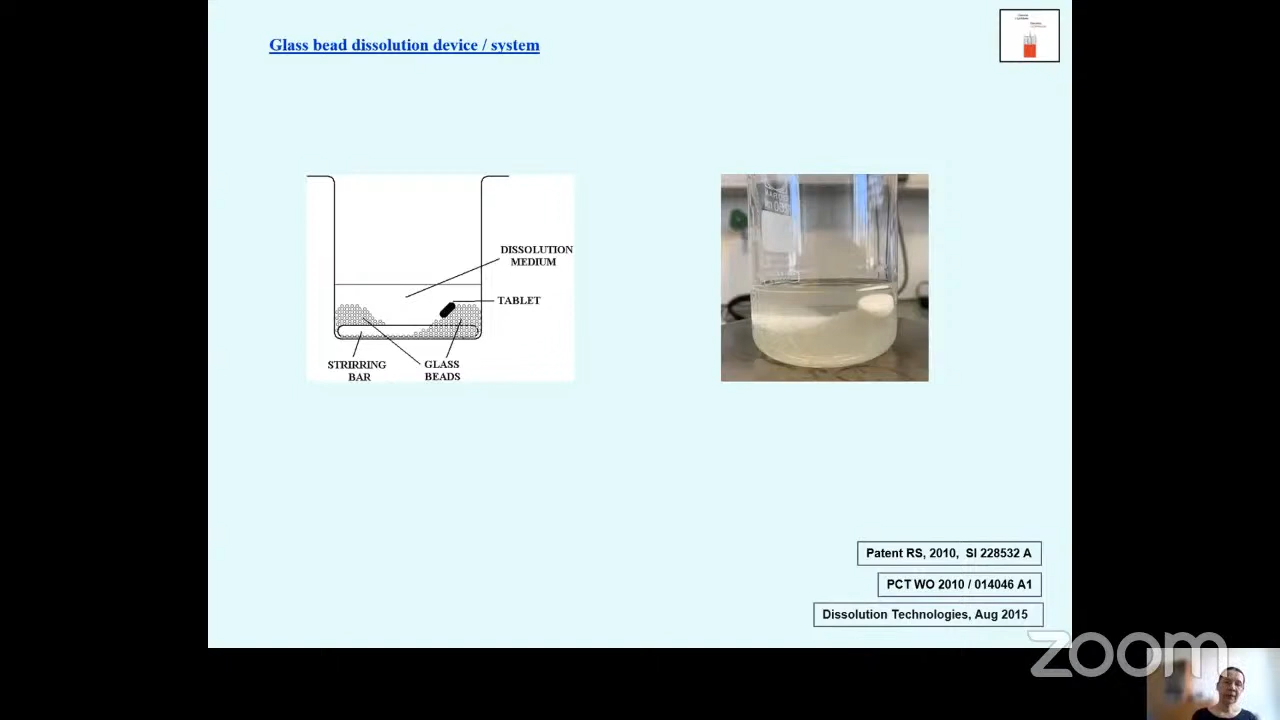 Glass bead dissolution device / system
DISSOLUTION
MEDIUM
TABLET
STRIRRING
BAR
GLASS
BEADS
Patent RS, 2010, SI 228532 A
PCT WO 2010 / 014046 A1
Dissolution Technologies, Aug 2015
zoom